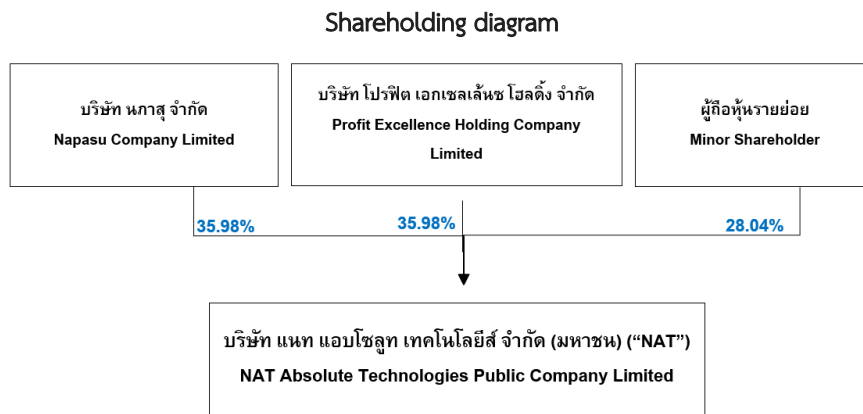 Shareholding diagram
บริษัท นภาสุ จำกัด
Napasu Company Limited
บริษัท โปรฟิต เอกเซลเล้นซ โฮลดิ้ง จำกัด
Profit Excellence Holding Company
Limited
ผู้ถือหุ้นรายย่อย
Minor Shareholder
35.98%
35.98%
28.04%
บริษัท แนท แอบโซลูท เทคโนโลยีส์ จำกัด (มหาชน) (“NAT”)
NAT Absolute Technologies Public Company Limited